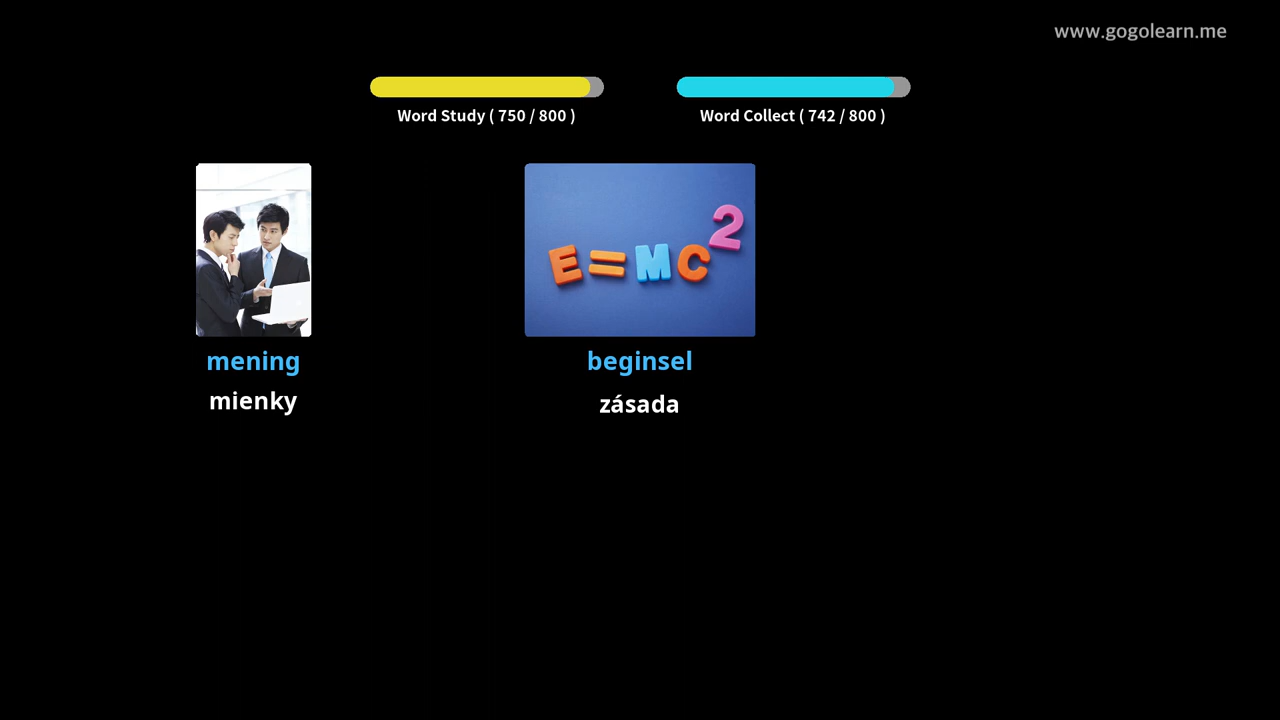 www.gogolearn.me
Word Study ( 750 / 800 )
Word Collect ( 742 / 800 )
E=MC2
mening
beginsel
mienky
zásada